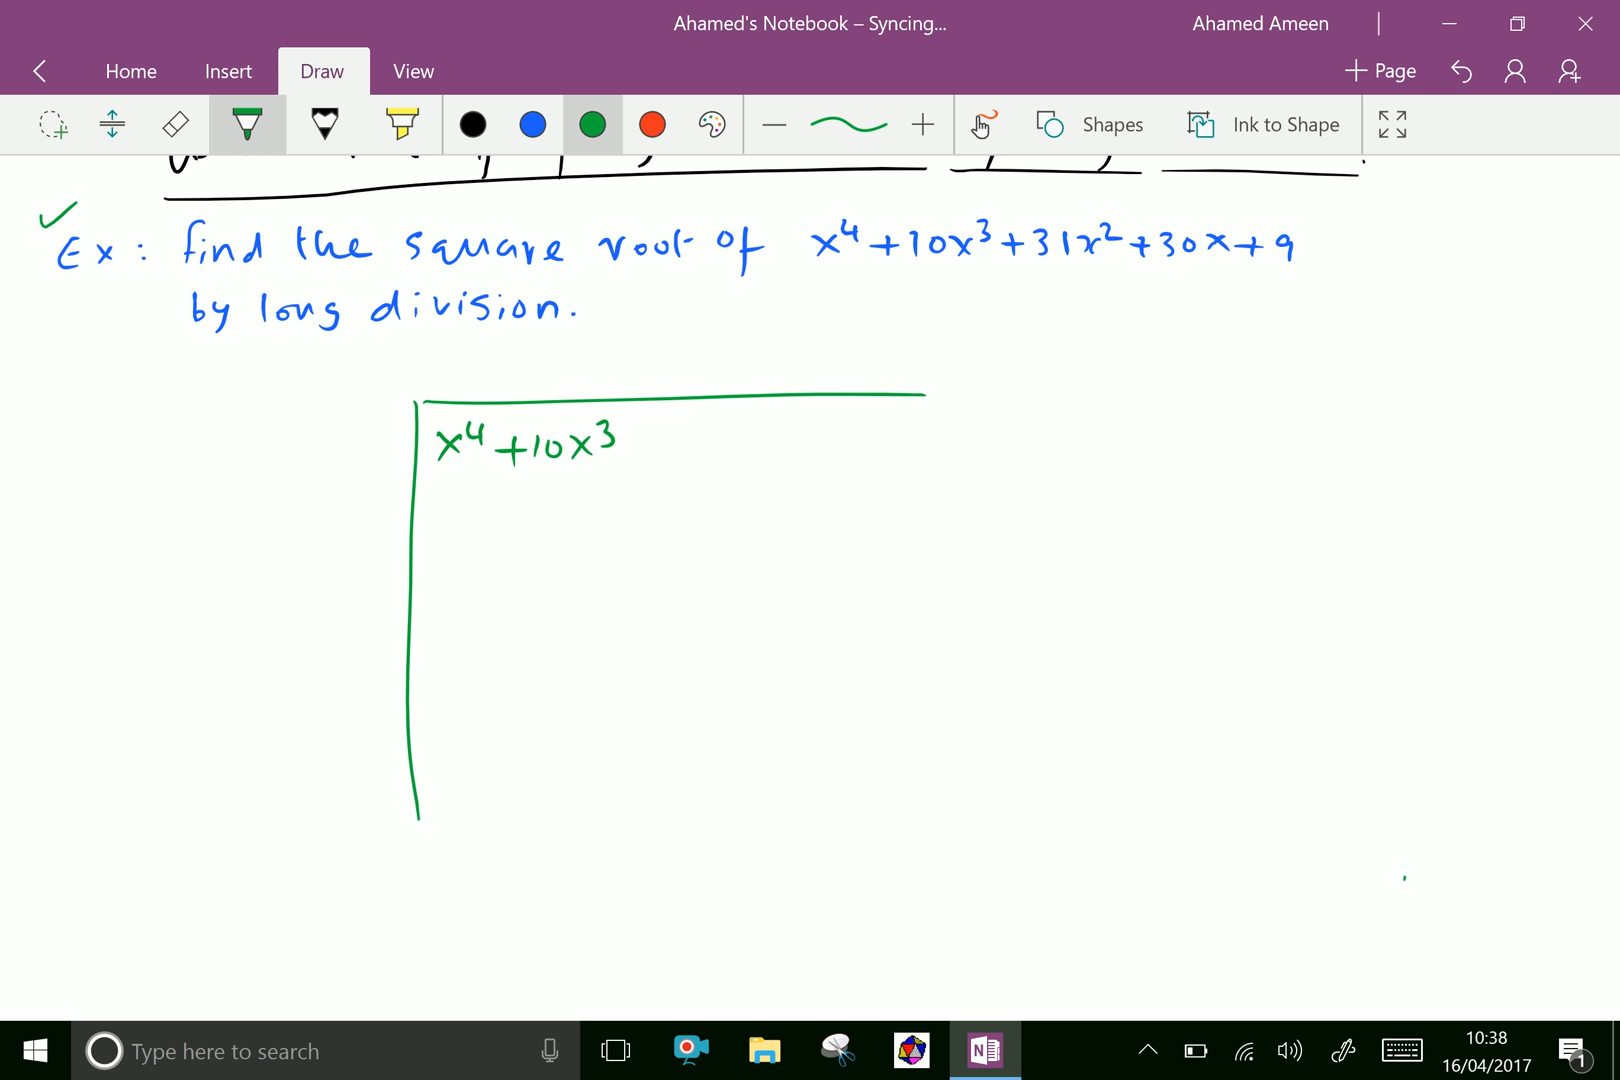 Ahamed's Notebook – Syncing...
Ahamed Ameen
Home Insert Draw View
Page
Shapes
Ink to Shape
Ex: find the square root of x⁴+10x³+31x²+30x+9
by long division.
x⁴+10x³
Type here to search
10:38
16/04/2017
1